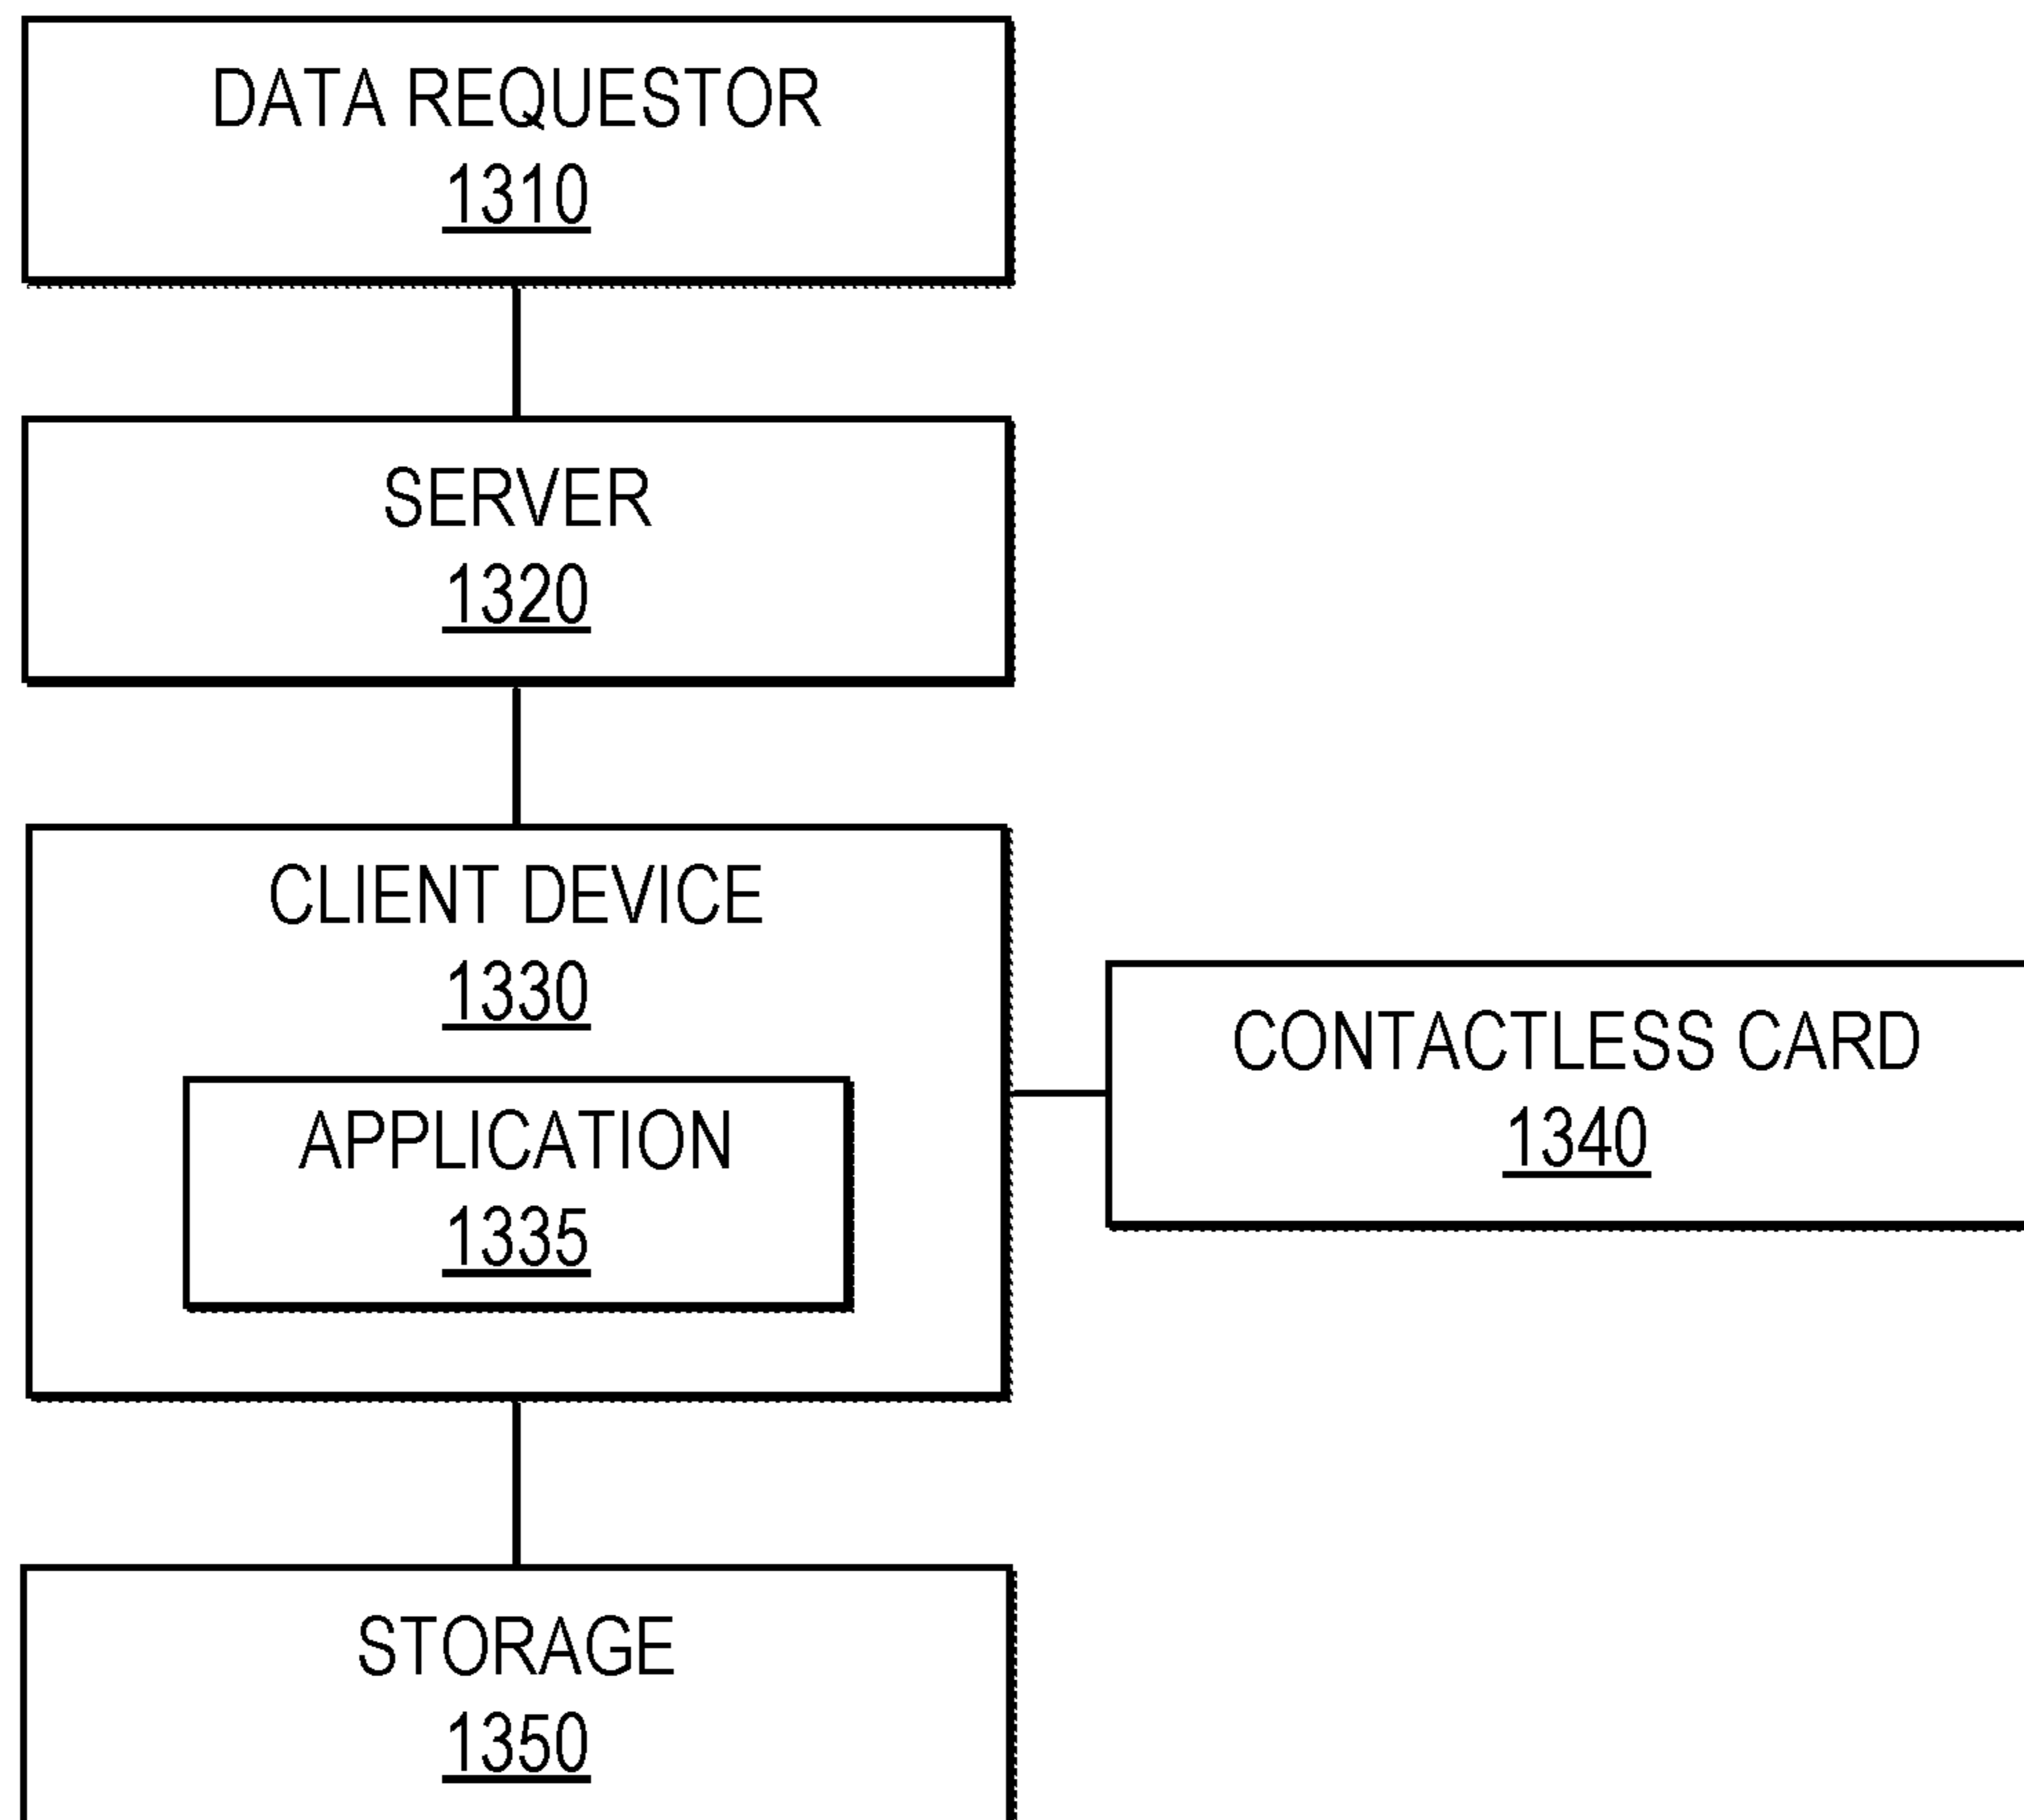 DATA REQUESTOR
1310
SERVER
1320
CLIENT DEVICE
1330
APPLICATION
1335
CONTACTLESS CARD
1340
STORAGE
1350